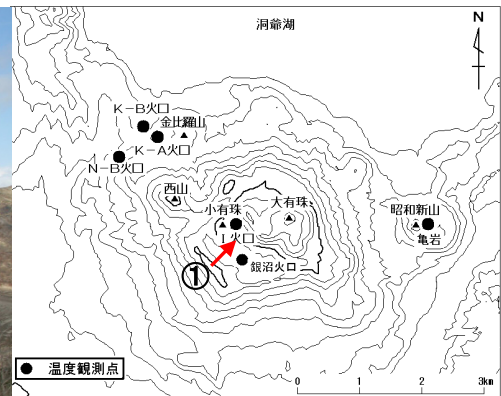 洞爺湖
N
K－B火口
金比羅山
K－A火口
N－B火口
西山
小有珠
大有珠
昭和新山
I火口
亀岩
銀沼火口
①
● 温度観測点
0 1 2 3km